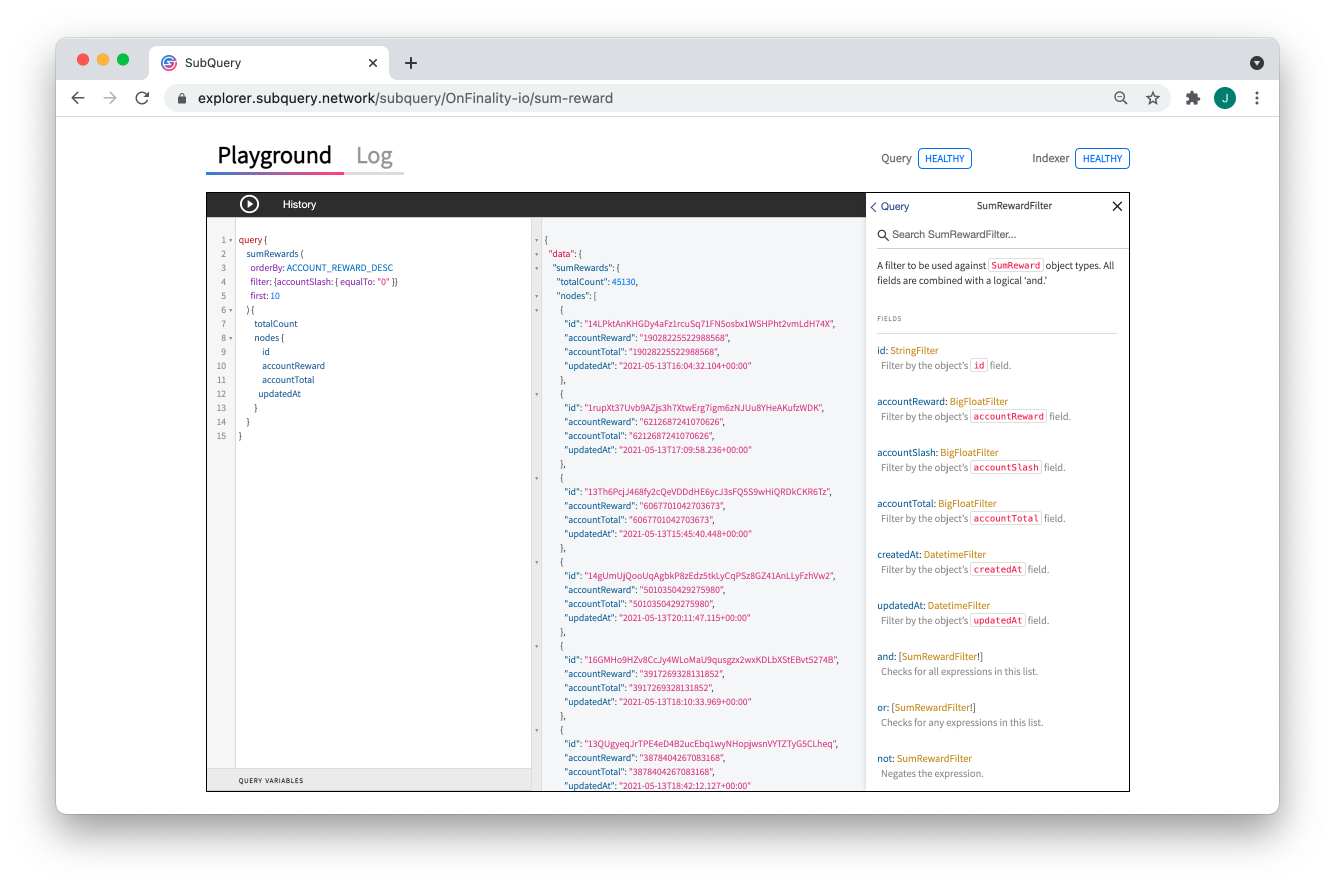 SubQuery
explorer.subquery.network/subquery/OnFinality-io/sum-reward
J
Playground
Log
Query HEALTHY
Indexer HEALTHY
History
1 query {
2 sumRewards (
3 orderBy: ACCOUNT_REWARD_DESC
4 filter: {accountSlash: { equalTo: "0" }}
5 first: 10
6 ) {
7 totalCount
8 nodes {
9 id
10 accountReward
11 accountTotal
12 updatedAt
13 }
14 }
15 }
QUERY VARIABLES
{
"data": {
"sumRewards": {
"totalCount": 45130,
"nodes": [
{
"id": "14LPktAnKHGDy4aFz1rcuSq71FN5osbx1WSHPht2vmLdH74X",
"accountReward": "19028225522988568",
"accountTotal": "19028225522988568",
"updatedAt": "2021-05-13T16:04:32.104+00:00"
},
{
"id": "1rupXt37Uvb9AZjs3h7XtwErg7igm6zNJUu8YHeAKufzWDK",
"accountReward": "6212687241070626",
"accountTotal": "6212687241070626",
"updatedAt": "2021-05-13T17:09:58.236+00:00"
},
{
"id": "13Th6PcjJ468fy2cQeVDDdHE6ycJ3sFQ5S9wHiQRDkCKR6Tz",
"accountReward": "6067701042703673",
"accountTotal": "6067701042703673",
"updatedAt": "2021-05-13T15:45:40.448+00:00"
},
{
"id": "14gUmUjQooUqAgbkP8zEdz5tkLyCqPSz8GZ41AnLLyFzhVw2",
"accountReward": "5010350429275980",
"accountTotal": "5010350429275980",
"updatedAt": "2021-05-13T20:11:47.115+00:00"
},
{
"id": "16GMHo9HZv8CcJy4WLoMaU9qusgzx2wxKDLbXStEBvt5274B",
"accountReward": "3917269328131852",
"accountTotal": "3917269328131852",
"updatedAt": "2021-05-13T18:10:33.969+00:00"
},
{
"id": "13QUgyeqJrTPE4eD4B2ucEbq1wyNHopjwsnVYTZTyG5CLheq",
"accountReward": "3878404267083168",
"accountTotal": "3878404267083168",
"updatedAt": "2021-05-13T18:42:12.127+00:00"
Query
SumRewardFilter
Search SumRewardFilter...
A filter to be used against SumReward object types. All
fields are combined with a logical ‘and.’
FIELDS
id: StringFilter
Filter by the object’s id field.
accountReward: BigFloatFilter
Filter by the object’s accountReward field.
accountSlash: BigFloatFilter
Filter by the object’s accountSlash field.
accountTotal: BigFloatFilter
Filter by the object’s accountTotal field.
createdAt: DatetimeFilter
Filter by the object’s createdAt field.
updatedAt: DatetimeFilter
Filter by the object’s updatedAt field.
and: [SumRewardFilter!]
Checks for all expressions in this list.
or: [SumRewardFilter!]
Checks for any expressions in this list.
not: SumRewardFilter
Negates the expression.